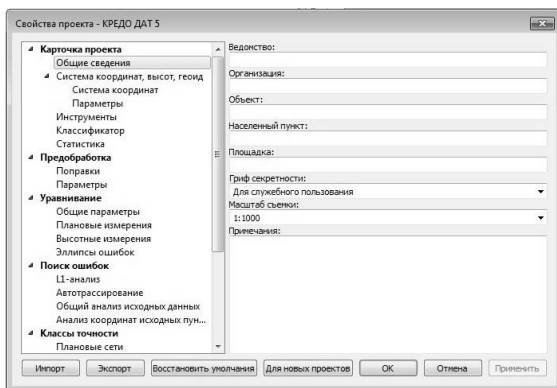 Свойства проекта - КРЕДО ДАТ 5
Карточка проекта
Общие сведения
Система координат, высот, геоид
Система координат
Параметры
Инструменты
Классификатор
Статистика
Предобработка
Поправки
Параметры
Уравнивание
Общие параметры
Плановые измерения
Высотные измерения
Эллипсы ошибок
Поиск ошибок
L1-анализ
Автотрассирование
Общий анализ исходных данных
Анализ координат исходных пун...
Классы точности
Плановые сети
Ведомство:
Организация:
Объект:
Населенный пункт:
Площадка:
Гриф секретности:
Для служебного пользования
Масштаб съемки:
1:1000
Примечания:
Импорт Экспорт Восстановить умолчания Для новых проектов ОК Отмена Применить